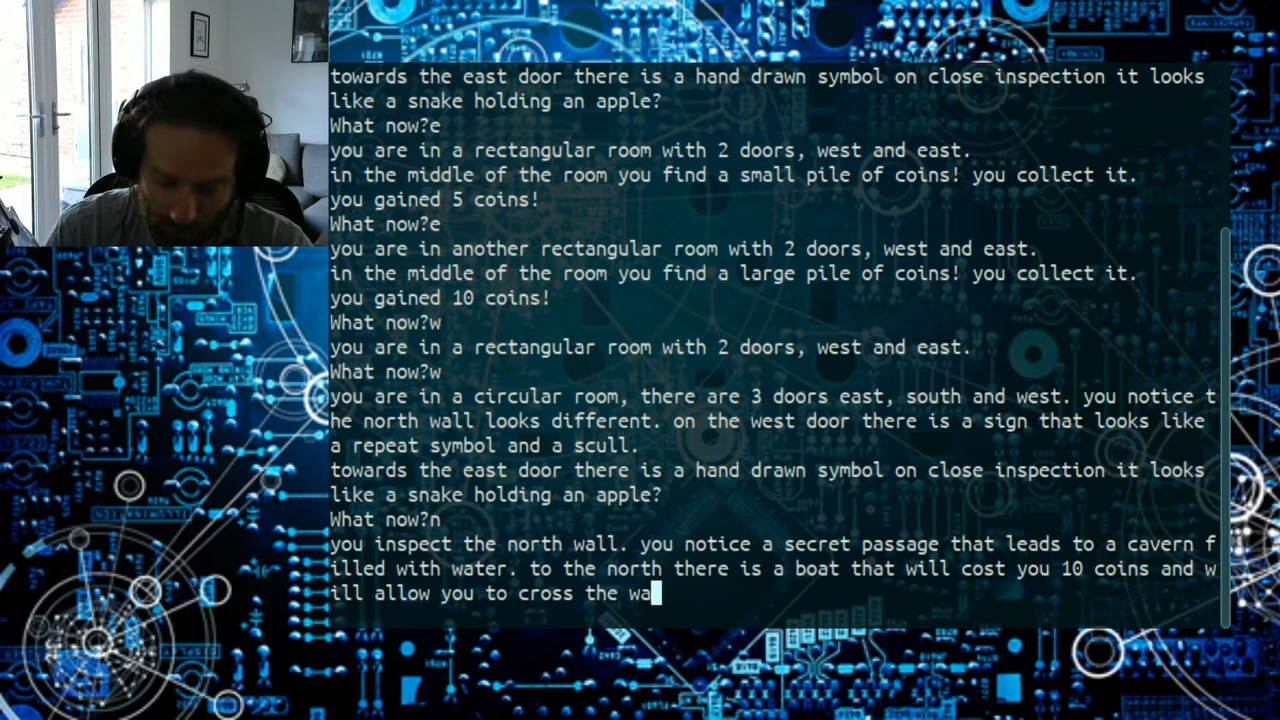 towards the east door there is a hand drawn symbol on close inspection it looks
like a snake holding an apple?
What now?e
you are in a rectangular room with 2 doors, west and east.
in the middle of the room you find a small pile of coins! you collect it.
you gained 5 coins!
What now?e
you are in another rectangular room with 2 doors, west and east.
in the middle of the room you find a large pile of coins! you collect it.
you gained 10 coins!
What now?w
you are in a rectangular room with 2 doors, west and east.
What now?w
you are in a circular room, there are 3 doors east, south and west. you notice t
he north wall looks different. on the west door there is a sign that looks like
a repeat symbol and a scull.
towards the east door there is a hand drawn symbol on close inspection it looks
like a snake holding an apple?
What now?n
you inspect the north wall. you notice a secret passage that leads to a cavern f
illed with water. to the north there is a boat that will cost you 10 coins and w
ill allow you to cross the wa